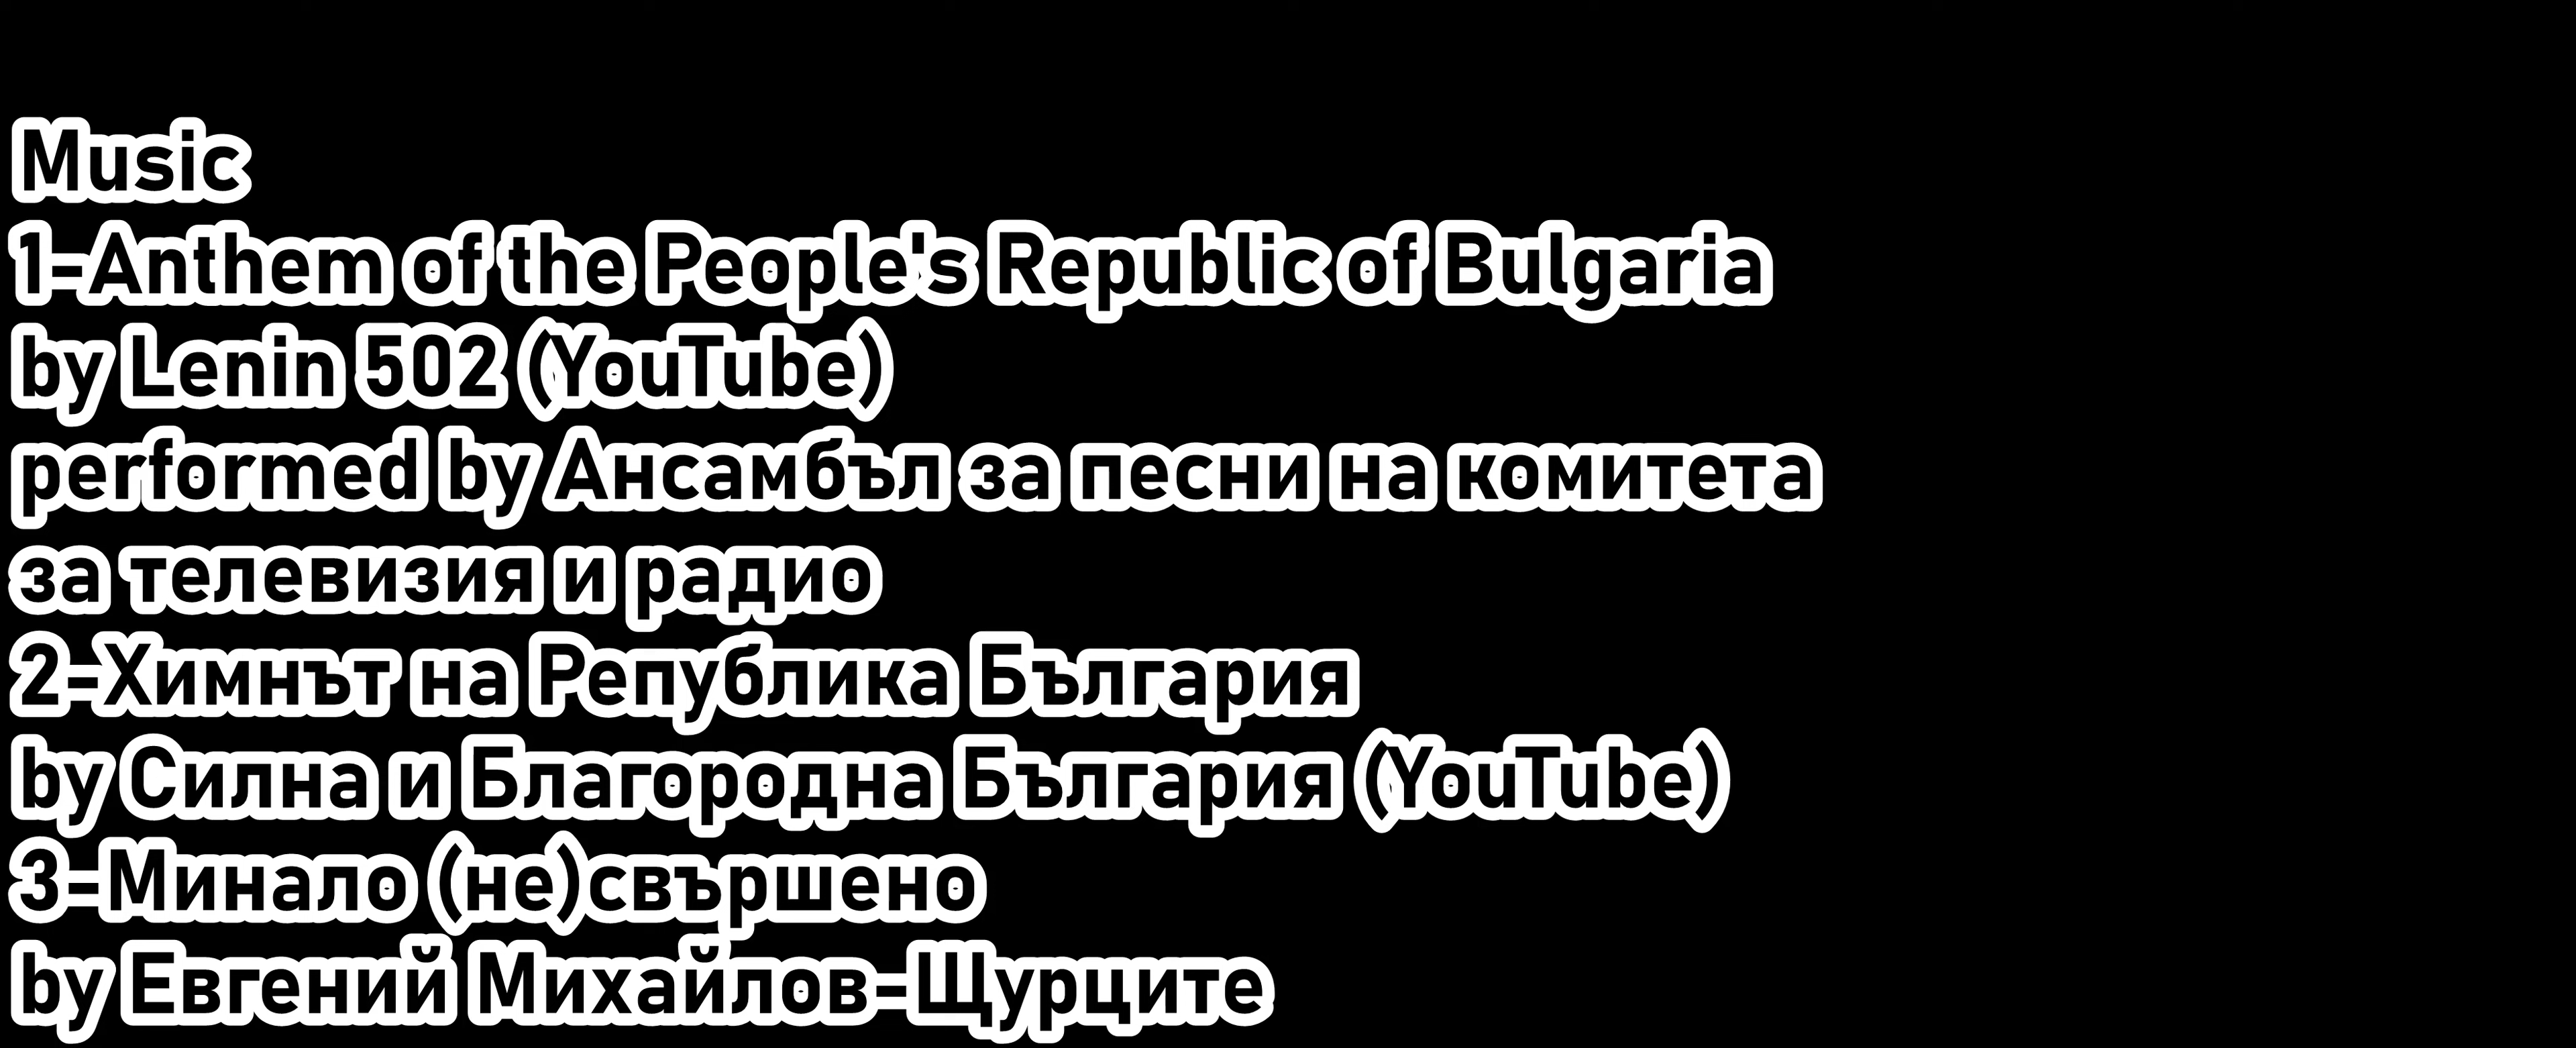 Music
1-Anthem of the People's Republic of Bulgaria
by Lenin 502 (YouTube)
performed by Ансамбъл за песни на комитета
за телевизия и радио
2-Химнът на Република България
by Силна и Благородна България (YouTube)
3-Минало (не)свършено
by Евгений Михайлов-Щурците